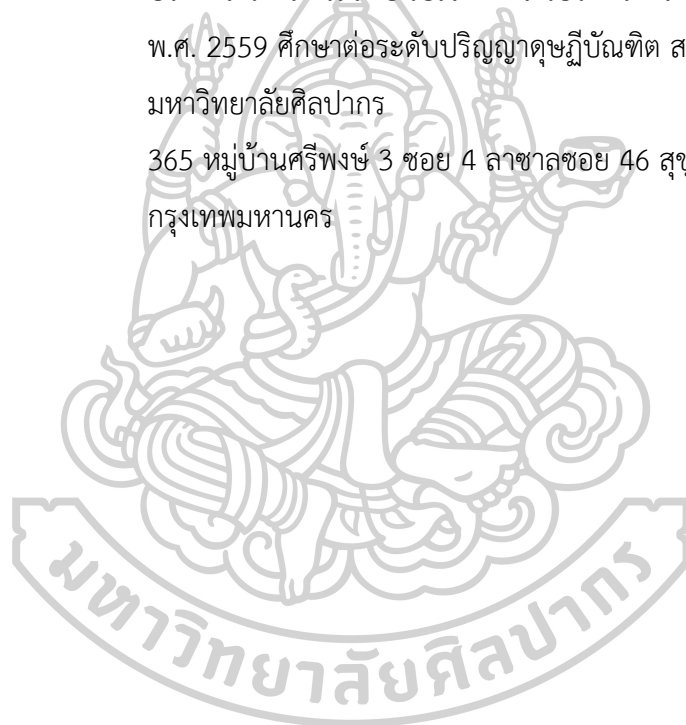 พ.ศ. 2559 ศึกษาต่อระดับปริญญาดุษฎีบัณฑิต
มหาวิทยาลัยศิลปากร
365 หมู่บ้านศรีพงษ์ 3 ซอย 4 ลาซาลซอย 46
กรุงเทพมหานคร
มหาวิทยาลัยศิลปากร